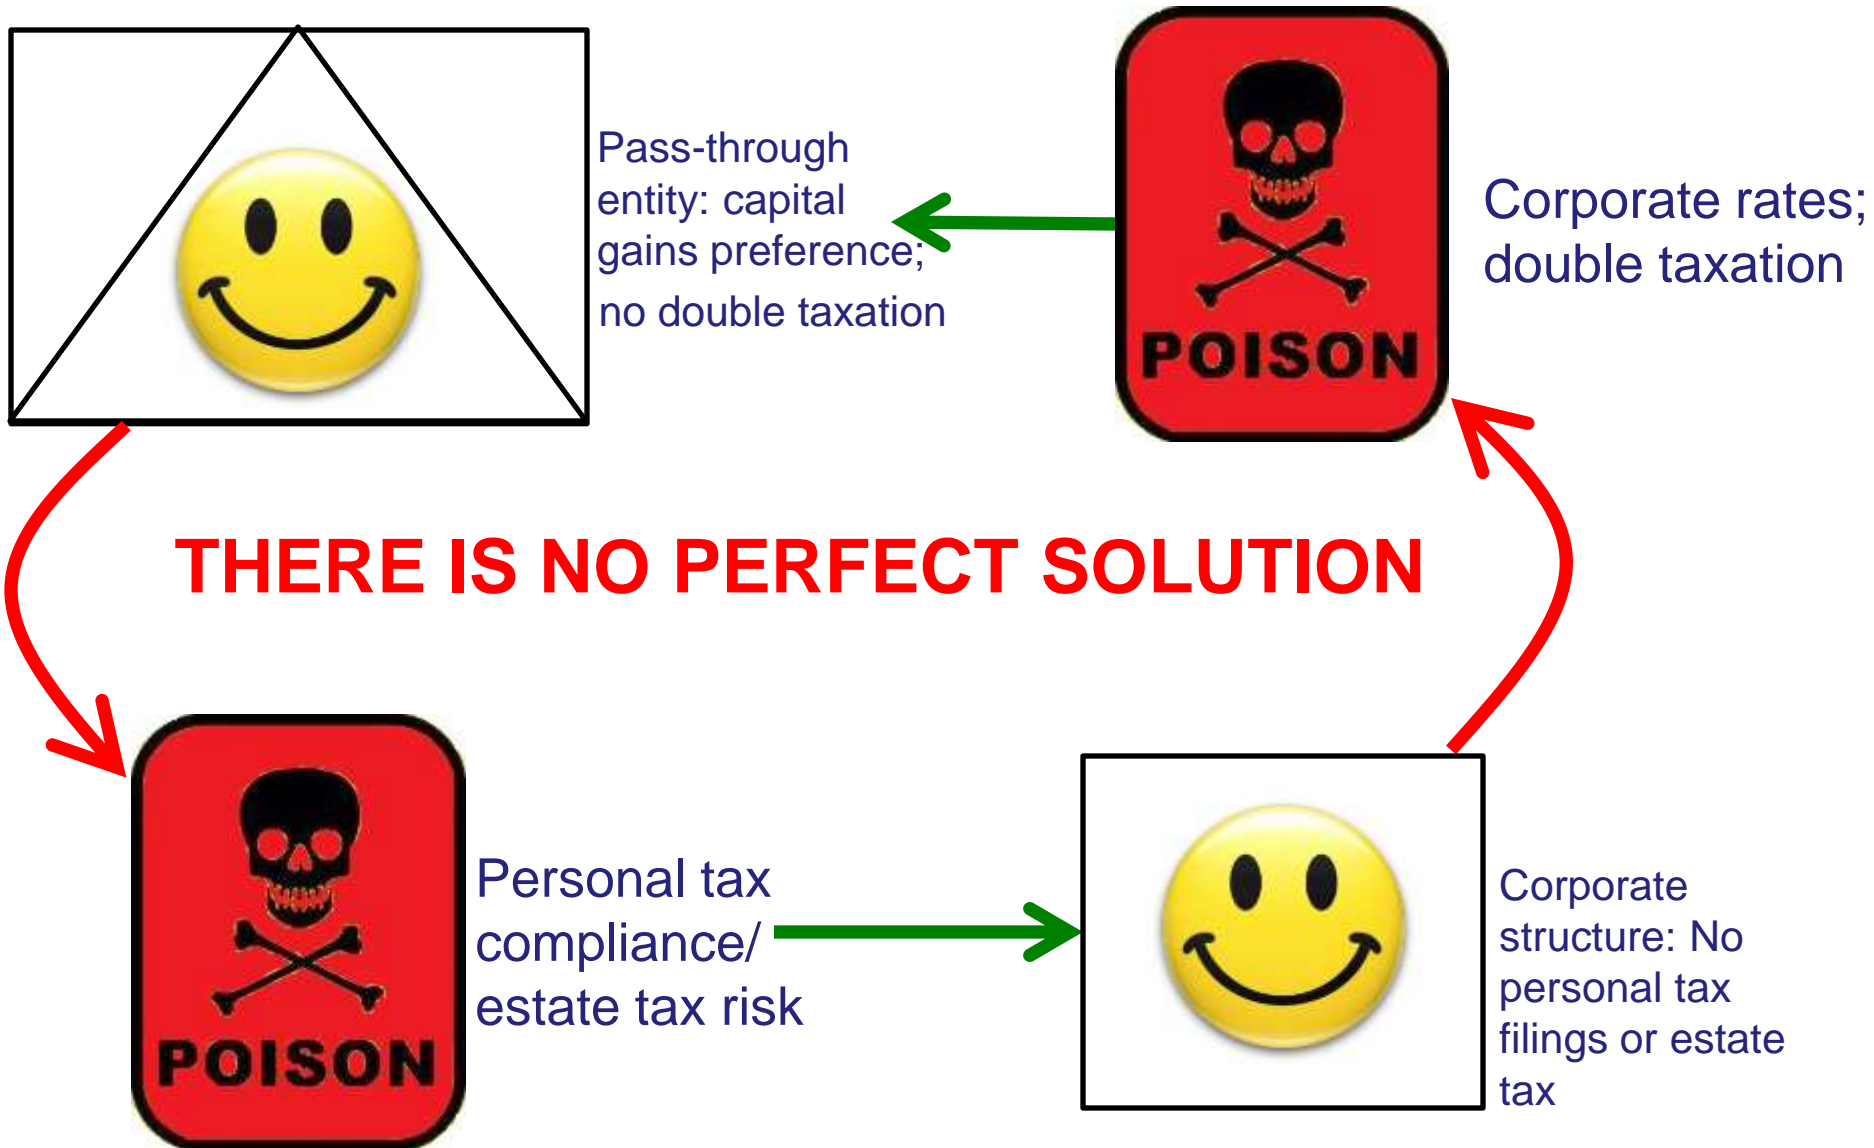 Pass-through
entity: capital
gains preference;
no double taxation
POISON
Corporate rates;
double taxation
THERE IS NO PERFECT SOLUTION
POISON
Personal tax
compliance/
estate tax risk
Corporate
structure: No
personal tax
filings or estate
tax